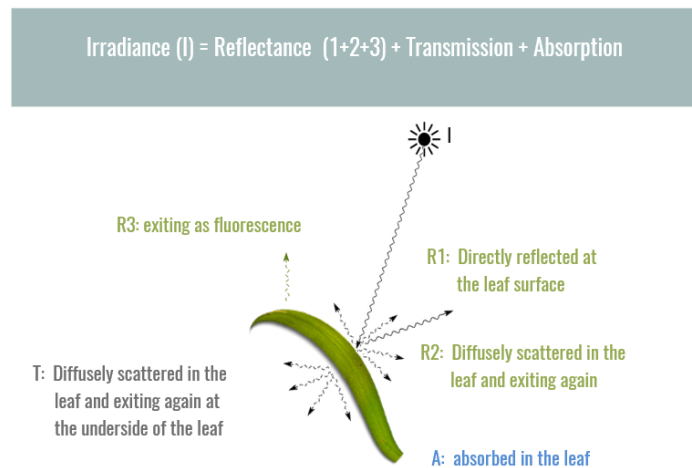 Irradiance (I) = Reflectance (1+2+3) + Transmission + Absorption
I
R3: exiting as fluorescence
R1: Directly reflected at
the leaf surface
R2: Diffusely scattered in the
leaf and exiting again
T: Diffusely scattered in the
leaf and exiting again at
the underside of the leaf
A: absorbed in the leaf